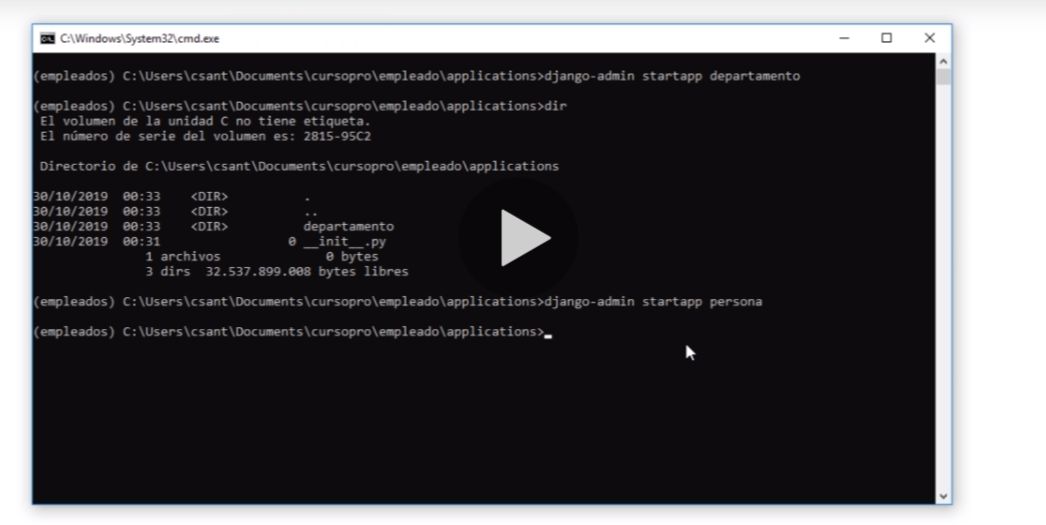 C:\Windows\System32\cmd.exe
(empleados) C:\Users\csant\Documents\cursopro\empleado\applications>django-admin startapp departamento
(empleados) C:\Users\csant\Documents\cursopro\empleado\applications>dir
El volumen de la unidad C no tiene etiqueta.
El número de serie del volumen es: 2815-95C2
Directorio de C:\Users\csant\Documents\cursopro\empleado\applications
30/10/2019 00:33 <DIR> .
30/10/2019 00:33 <DIR> ..
30/10/2019 00:33 <DIR> departamento
30/10/2019 00:31 0 __init__.py
1 archivos 0 bytes
3 dirs 32.537.899.008 bytes libres
(empleados) C:\Users\csant\Documents\cursopro\empleado\applications>django-admin startapp persona
(empleados) C:\Users\csant\Documents\cursopro\empleado\applications>